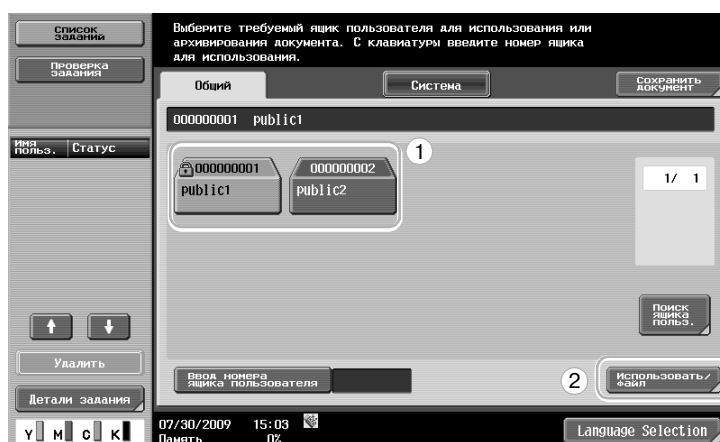 Список
заданий
Проверка
задания
Имя
польз.
Статус
Удалить
Детали задания
Y M C K
Выберите требуемый ящик пользователя для использования или
архивирования документа. С клавиатуры введите номер ящика
для использования.
Общий
Система
Сохранить
документ
000000001 public1
1
000000001
public1
000000002
public2
1/ 1
Поиск
ящика
польз.
Ввод номера
ящика пользователя
2
Использовать/
файл
07/30/2009 15:03
Память 0%
Language Selection